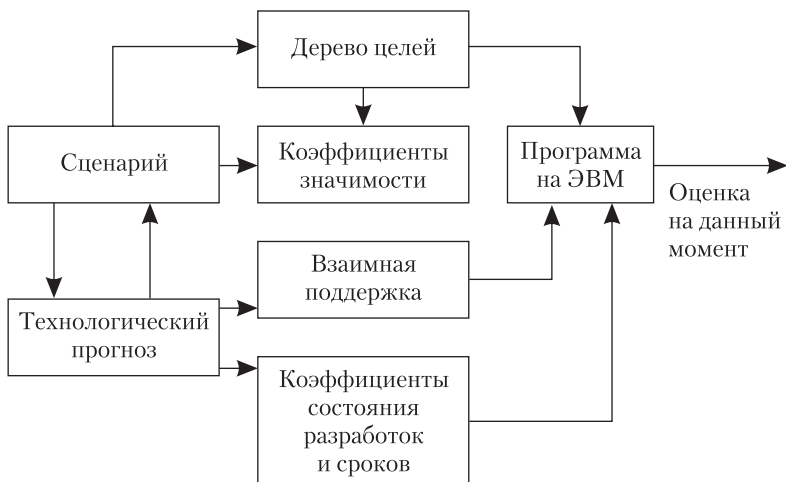 Дерево целей
Сценарий
Коэффициенты
значимости
Программа
на ЭВМ
Оценка
на данный
момент
Взаимная
поддержка
Технологический
прогноз
Коэффициенты
состояния
разработок
и сроков